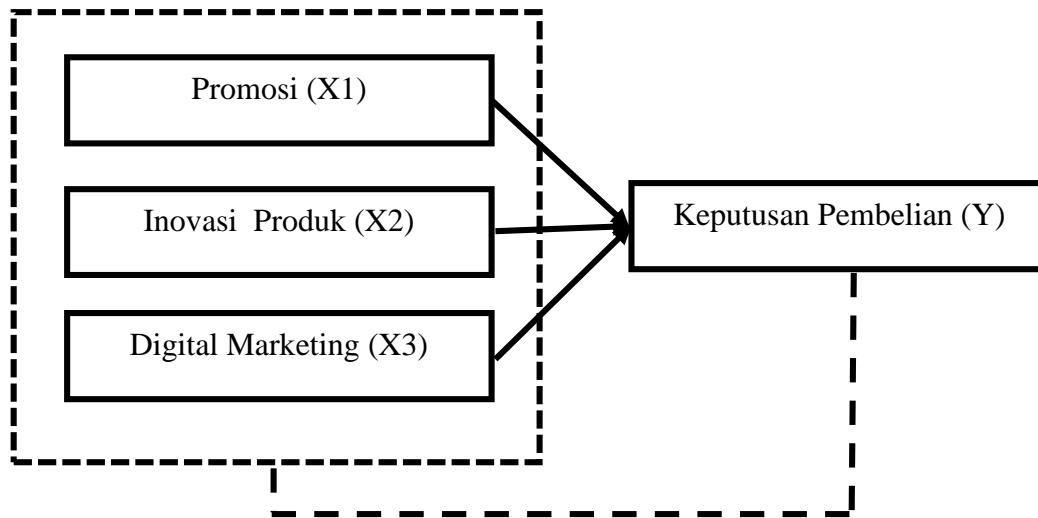 Promosi (X1)
Inovasi  Produk (X2)
Keputusan Pembelian (Y)
Digital Marketing (X3)